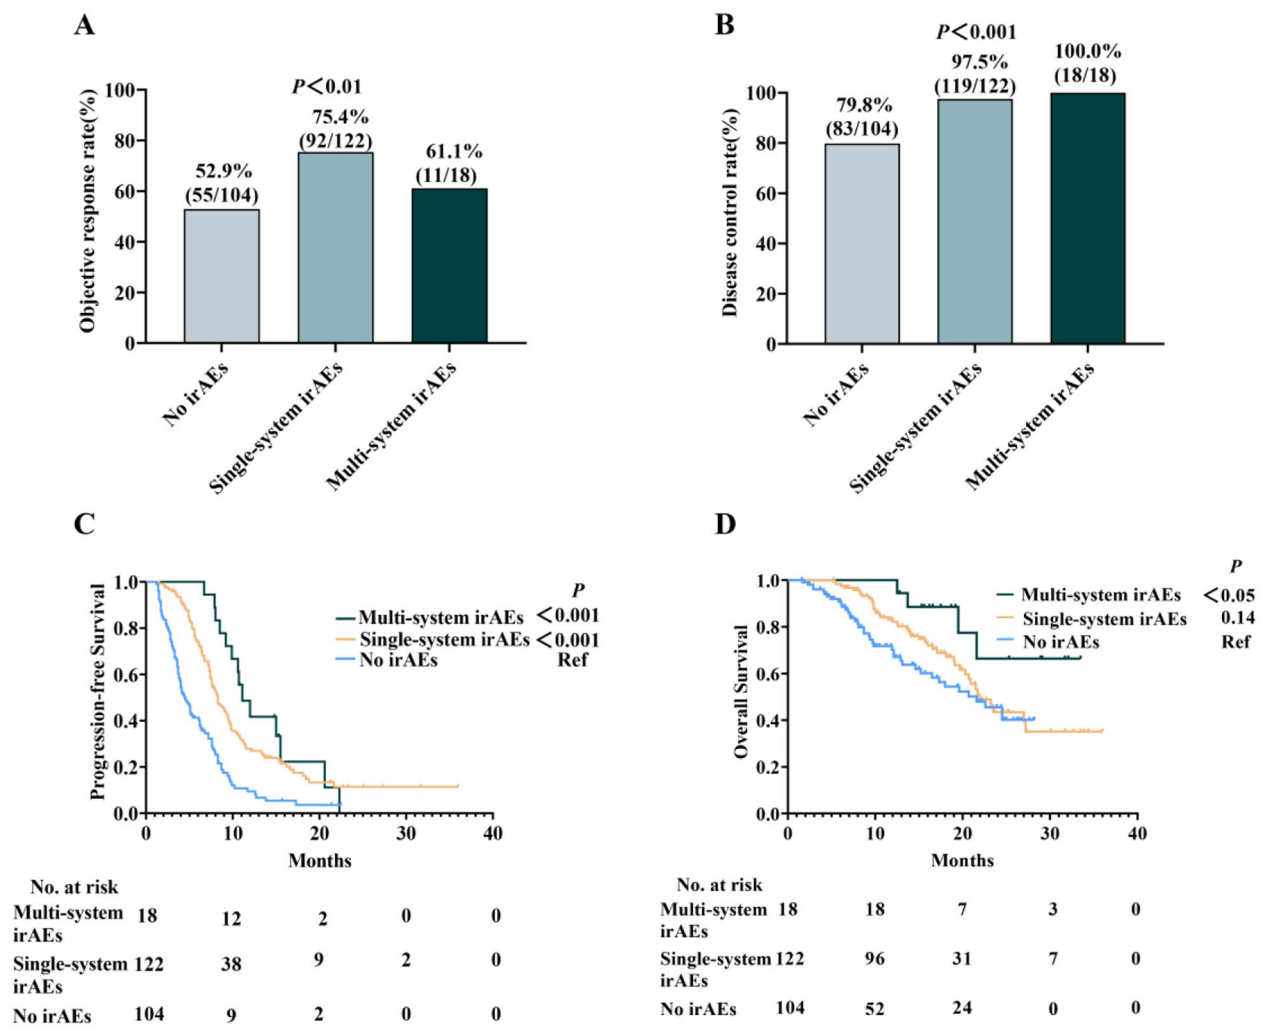 A
P＜0.01
Objective response rate(%)
100
80
60
40
20
0
52.9%
(55/104)
75.4%
(92/122)
61.1%
(11/18)
No irAEs
Single-system irAEs
Multi-system irAEs
B
P＜0.001
Disease control rate(%)
100
80
60
40
20
0
79.8%
(83/104)
97.5%
(119/122)
100.0%
(18/18)
No irAEs
Single-system irAEs
Multi-system irAEs
C
Progression-free Survival
1.0
0.8
0.6
0.4
0.2
0.0
P
Multi-system irAEs ＜0.001
Single-system irAEs ＜0.001
No irAEs Ref
0 10 20 30 40
Months
No. at risk
Multi-system 18 12 2 0 0
irAEs
Single-system 122 38 9 2 0
irAEs
No irAEs 104 9 2 0 0
D
Overall Survival
1.0
0.8
0.6
0.4
0.2
0.0
P
Multi-system irAEs ＜0.05
Single-system irAEs 0.14
No irAEs Ref
0 10 20 30 40
Months
No. at risk
Multi-system 18 18 7 3 0
irAEs
Single-system 122 96 31 7 0
irAEs
No irAEs 104 52 24 0 0